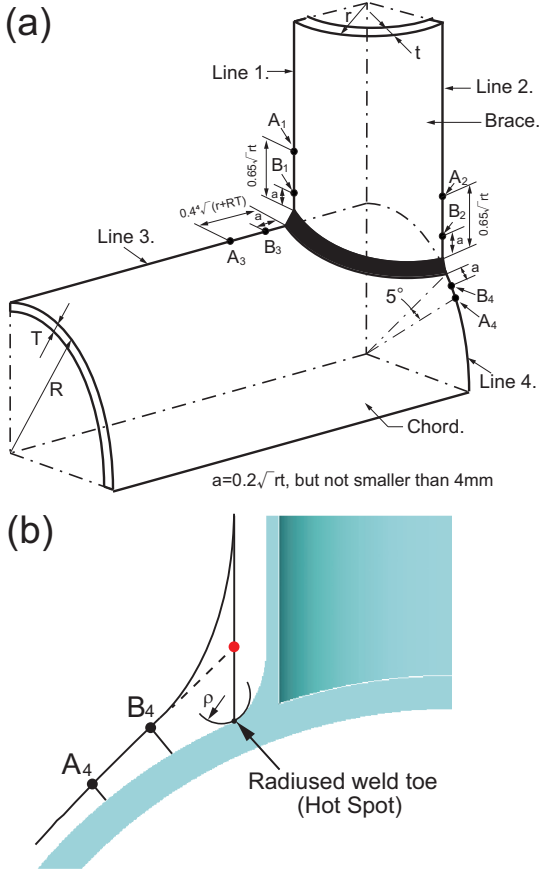 (a)
r
t
Line 1.
Line 2.
Brace.
A1
0.65√rt
B1
a
A2
B2
0.65√rt
a
0.4⁴√(r+RT)
a
Line 3.
A3
B3
a
5°
B4
A4
T
R
Line 4.
Chord.
a=0.2√rt, but not smaller than 4mm
(b)
ρ
B4
A4
Radiused weld toe
(Hot Spot)